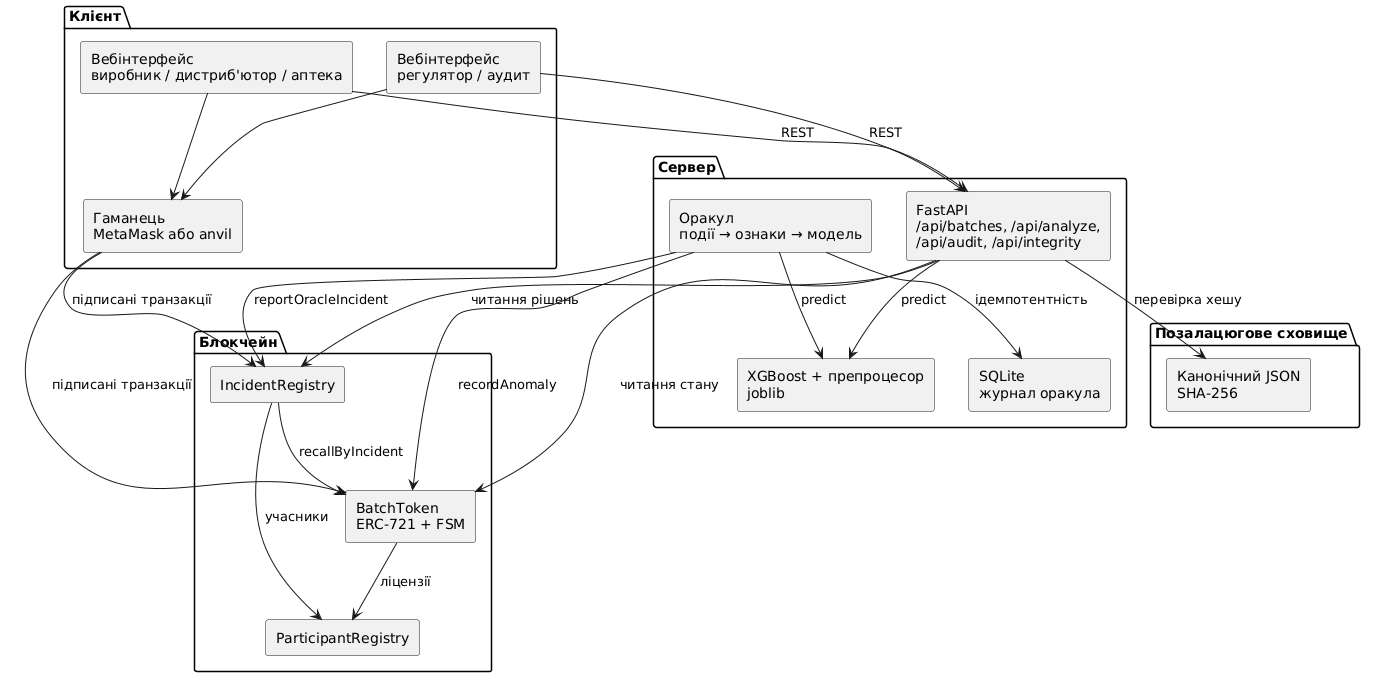 Клієнт
Вебінтерфейс
виробник / дистриб'ютор / аптека
Вебінтерфейс
регулятор / аудит
REST
REST
Сервер
Гаманець
MetaMask або anvil
Оракул
події → ознаки → модель
FastAPI
/api/batches, /api/analyze,
/api/audit, /api/integrity
підписані транзакції
reportOracleIncident
читання рішень
predict
predict
ідемпотентність
перевірка хешу
Блокчейн
Позалацюгове сховище
IncidentRegistry
підписані транзакції
recordAnomaly
читання стану
XGBoost + препроцесор
joblib
SQLite
журнал оракула
Канонічний JSON
SHA-256
recallByIncident
учасники
BatchToken
ERC-721 + FSM
ліцензії
ParticipantRegistry